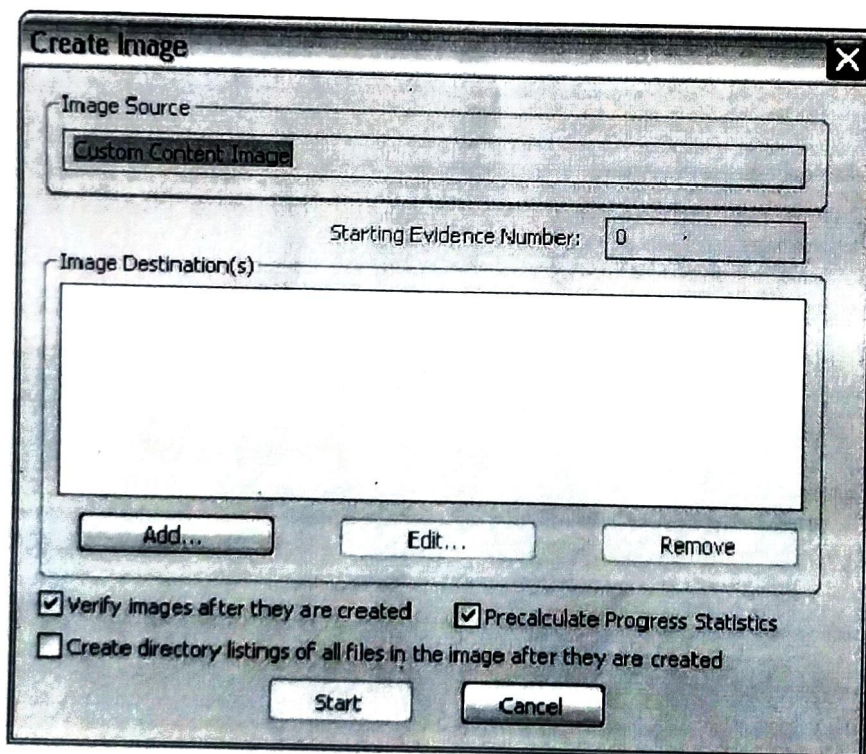 Create Image
Image Source
Custom Content Image
Starting Evidence Number: 0
Image Destination(s)
Add...
Edit...
Remove
Verify images after they are created
Precalculate Progress Statistics
Create directory listings of all files in the image after they are created
Start
Cancel